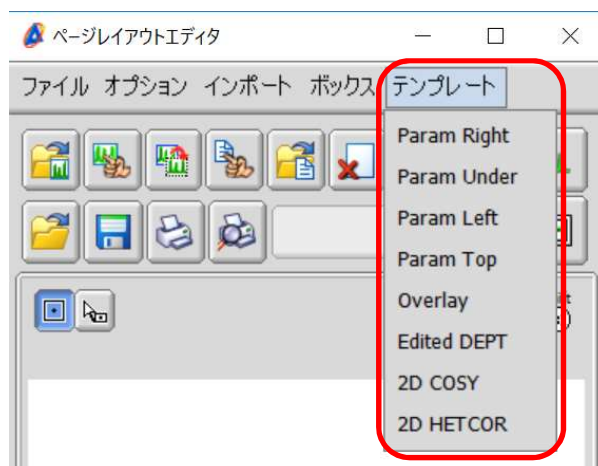 ページレイアウトエディタ
ファイル オプション インポート ボックス テンプレート
Param Right
Param Under
Param Left
Param Top
Overlay
Edited DEPT
2D COSY
2D HETCOR